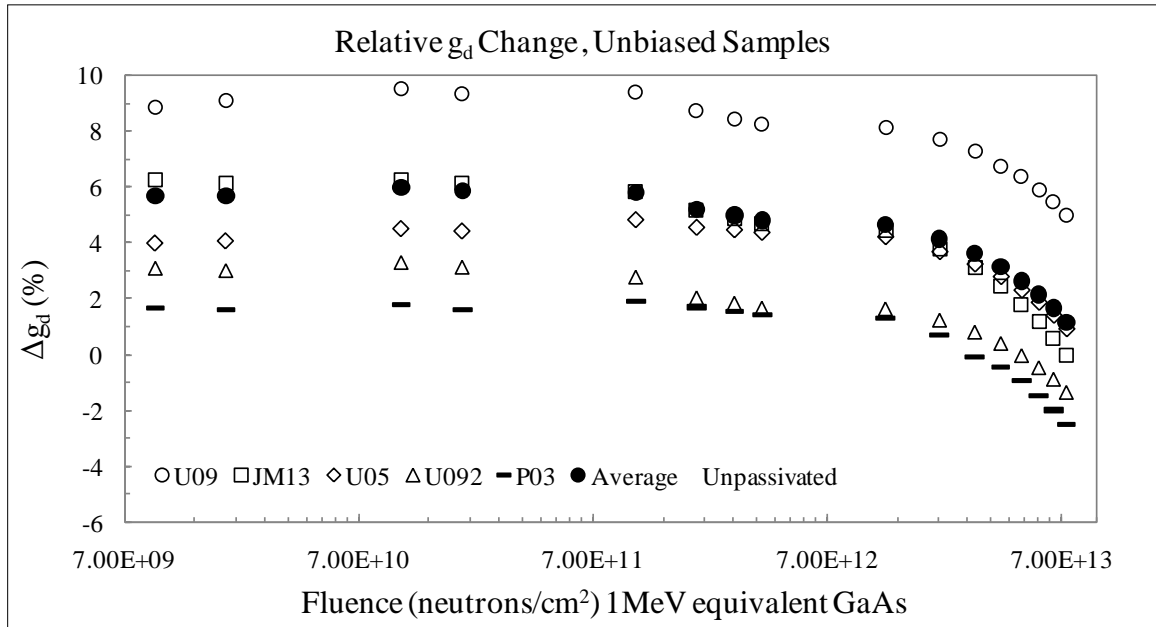 Relative gd Change, Unbiased Samples
10
8
6
4
2
0
-2
-4
-6
Δgd (%)
U09 JM13 U05 U092 P03 Average Unpassivated
7.00E+09 7.00E+10 7.00E+11 7.00E+12 7.00E+13
Fluence (neutrons/cm²) 1MeV equivalent GaAs